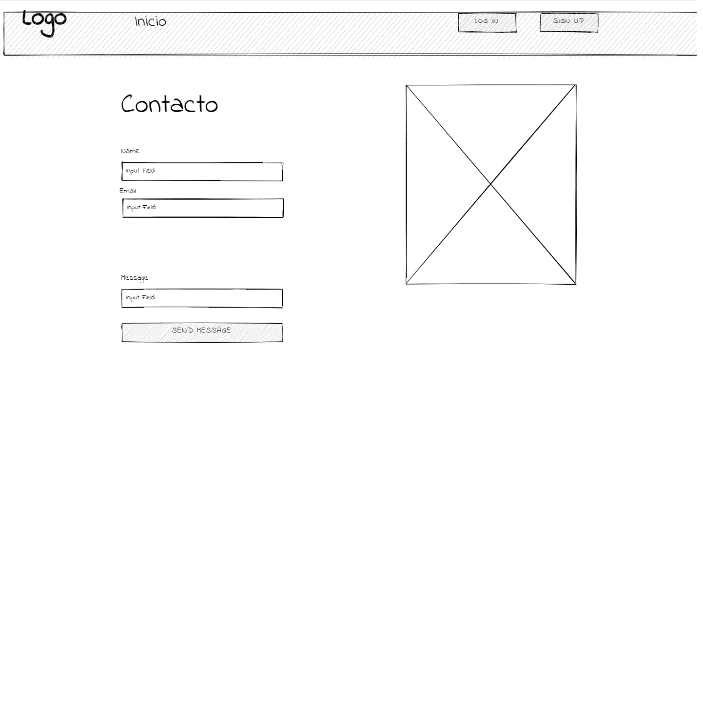 Logo
Inicio
LOG IN
SIGN UP
Contacto
Name
Input Field
Email
Input Field
Message
Input Field
SEND MESSAGE